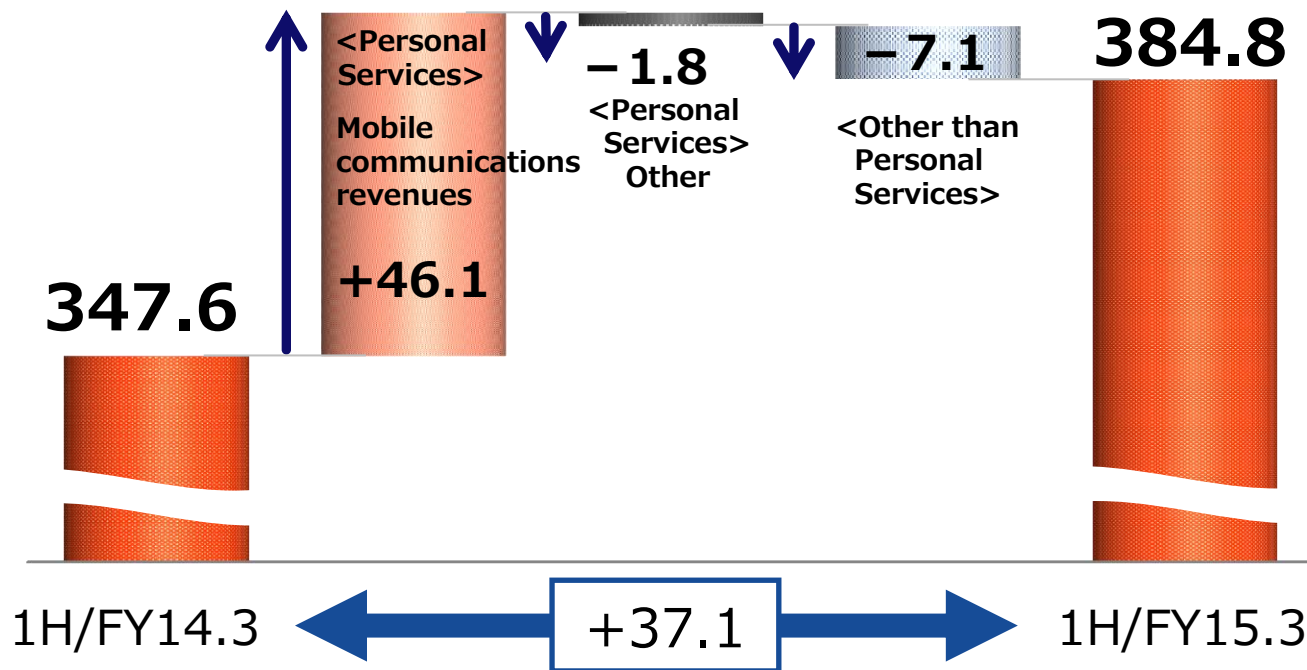 347.6
<Personal
Services>
Mobile
communications
revenues
+46.1
−1.8
<Personal
Services>
Other
−7.1
<Other than
Personal
Services>
384.8
1H/FY14.3
+37.1
1H/FY15.3